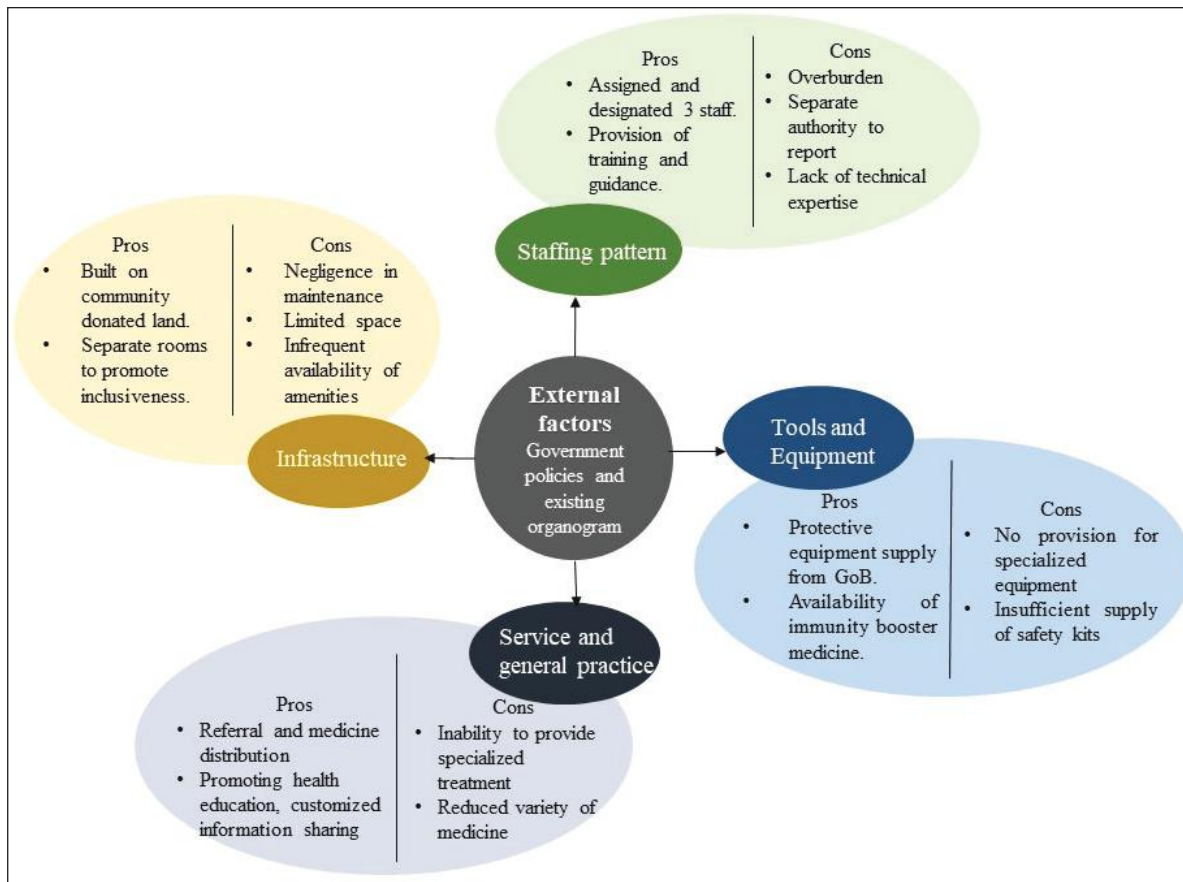 Pros
• Assigned and
designated 3 staff.
• Provision of
training and
guidance.
Cons
• Overburden
• Separate
authority to
report
• Lack of technical
expertise
Staffing pattern
Pros
• Built on
community
donated land.
• Separate rooms
to promote
inclusiveness.
Cons
• Negligence in
maintenance
• Limited space
• Infrequent
availability of
amenities
Infrastructure
External
factors
Government
policies and
existing
organogram
Tools and
Equipment
Pros
• Protective
equipment supply
from GoB.
• Availability of
immunity booster
medicine.
Cons
• No provision for
specialized
equipment
• Insufficient supply
of safety kits
Service and
general practice
Pros
• Referral and medicine
distribution
• Promoting health
education, customized
information sharing
Cons
• Inability to provide
specialized
treatment
• Reduced variety of
medicine